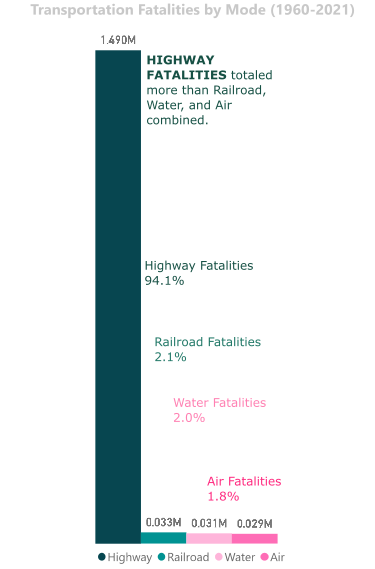 Transportation Fatalities by Mode (1960-2021)
1.490M
HIGHWAY
FATALITIES totaled
more than Railroad,
Water, and Air
combined.
Highway Fatalities
94.1%
Railroad Fatalities
2.1%
Water Fatalities
2.0%
Air Fatalities
1.8%
0.033M 0.031M 0.029M
Highway Railroad Water Air